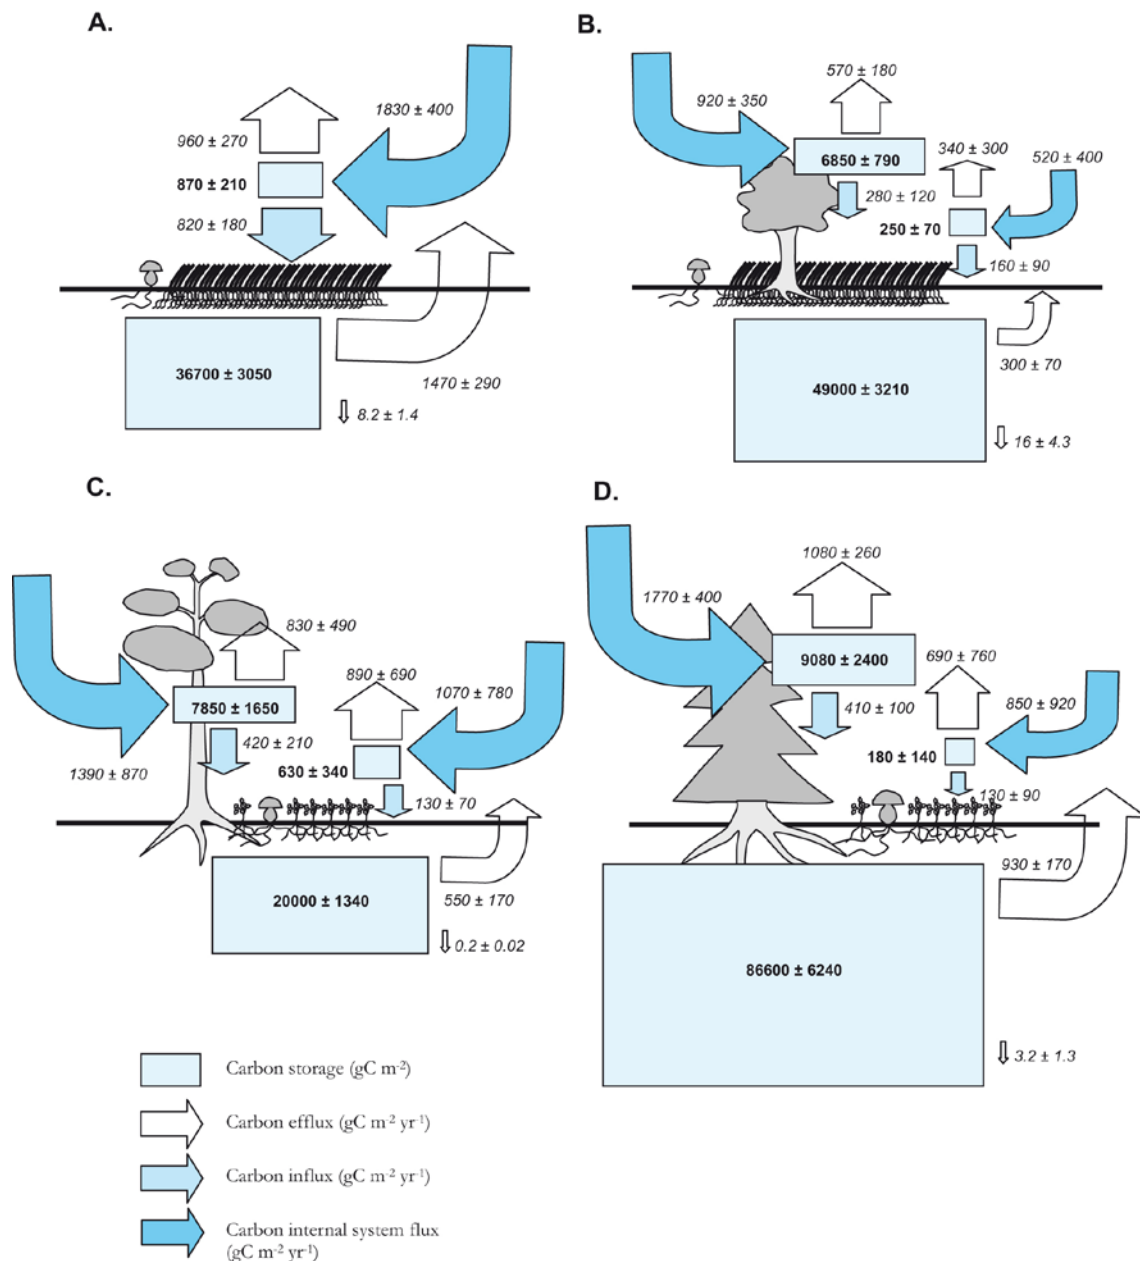 A.
1830 ± 400
960 ± 270
870 ± 210
820 ± 180
36700 ± 3050
1470 ± 290
8.2 ± 1.4
B.
570 ± 180
920 ± 350
340 ± 300
520 ± 400
6850 ± 790
280 ± 120
250 ± 70
160 ± 90
300 ± 70
49000 ± 3210
16 ± 4.3
C.
830 ± 490
890 ± 690
1070 ± 780
7850 ± 1650
420 ± 210
1390 ± 870
630 ± 340
130 ± 70
20000 ± 1340
550 ± 170
0.2 ± 0.02
D.
1080 ± 260
1770 ± 400
9080 ± 2400
690 ± 760
410 ± 100
850 ± 920
180 ± 140
130 ± 90
930 ± 170
86600 ± 6240
3.2 ± 1.3
Carbon storage (gC m⁻²)
Carbon efflux (gC m⁻² yr⁻¹)
Carbon influx (gC m⁻² yr⁻¹)
Carbon internal system flux
(gC m⁻² yr⁻¹)